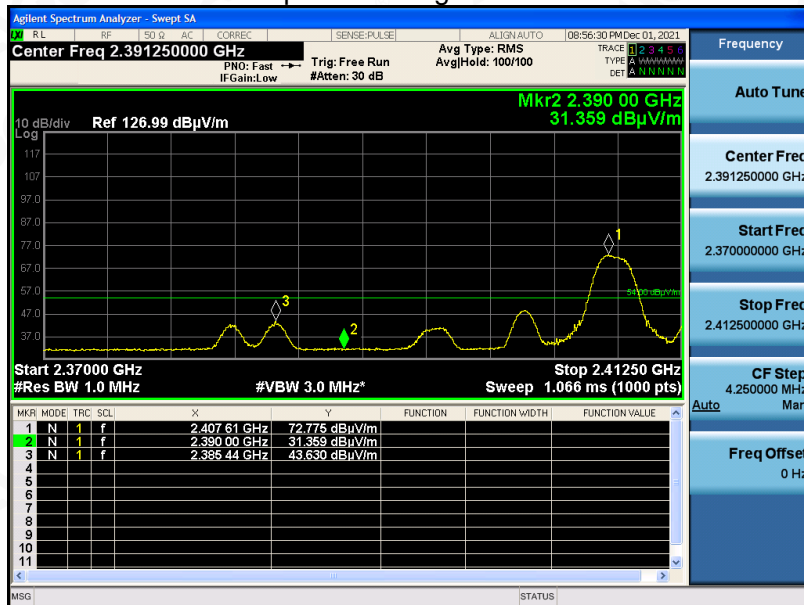 Agilent Spectrum Analyzer - Swept SA
RL RF 50 Ω AC CORREC SENSE:PULSE ALIGN AUTO 08:56:30 PM Dec 01, 2021
Center Freq 2.391250000 GHz
PNO: Fast
IFGain:Low
Trig: Free Run
#Atten: 30 dB
Avg Type: RMS
Avg|Hold: 100/100
TRACE 1 2 3 4 5 6
TYPE A W W W W W
DET A N N N N N
Mkr2 2.390 00 GHz
31.359 dBµV/m
10 dB/div Ref 126.99 dBµV/m
Log
117
107
97.0
87.0
77.0
67.0
57.0
47.0
37.0
1
54.00 dBµV/m
3
2
Start 2.37000 GHz Stop 2.41250 GHz
#Res BW 1.0 MHz #VBW 3.0 MHz* Sweep 1.066 ms (1000 pts)
MKR MODE TRC SCL X Y FUNCTION FUNCTION WIDTH FUNCTION VALUE
1 N 1 f 2.407 61 GHz 72.775 dBµV/m
2 N 1 f 2.390 00 GHz 31.359 dBµV/m
3 N 1 f 2.385 44 GHz 43.630 dBµV/m
4
5
6
7
8
9
10
11
MSG STATUS
Frequency
Auto Tune
Center Freq
2.391250000 GHz
Start Freq
2.370000000 GHz
Stop Freq
2.412500000 GHz
CF Step
4.250000 MHz
Auto Man
Freq Offset
0 Hz